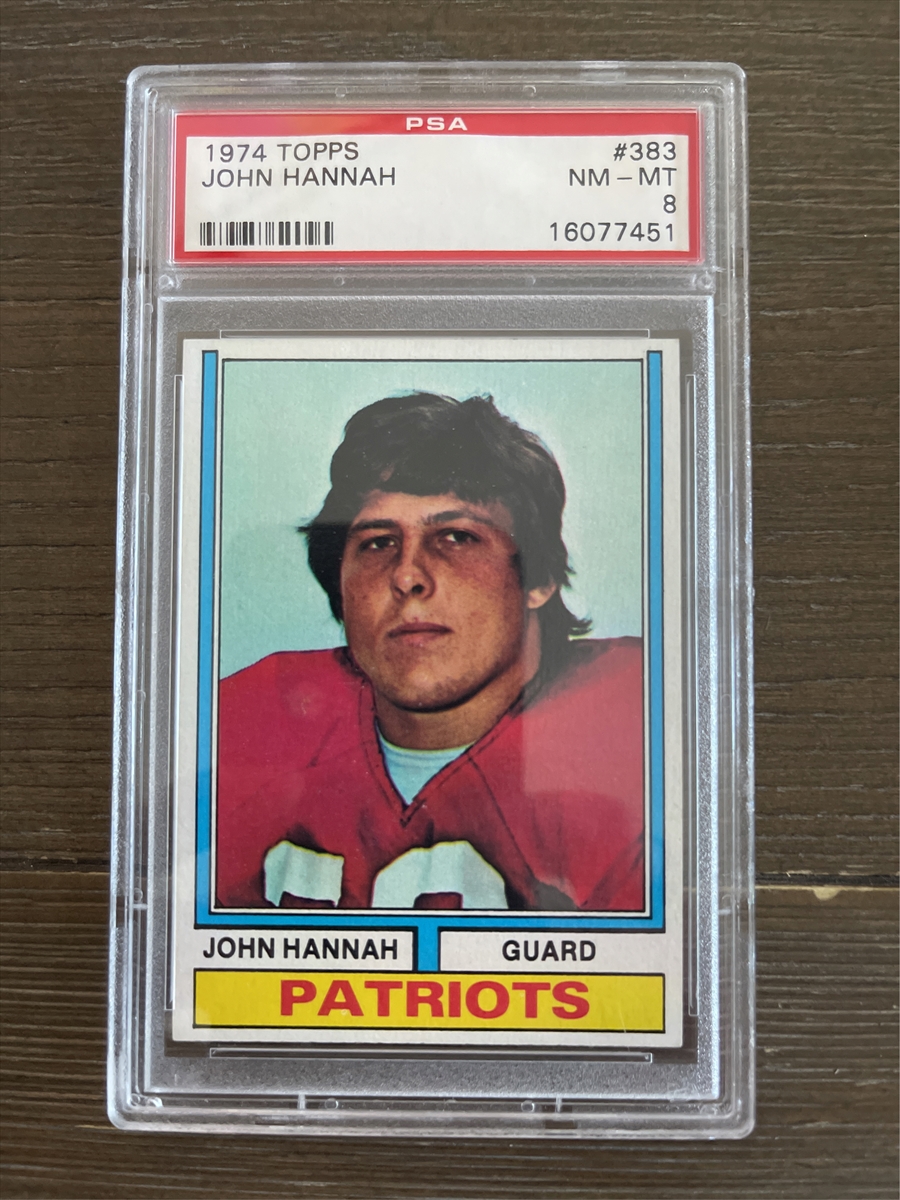 PSA
1974 TOPPS #383
JOHN HANNAH NM - MT
8
16077451
JOHN HANNAH GUARD
PATRIOTS